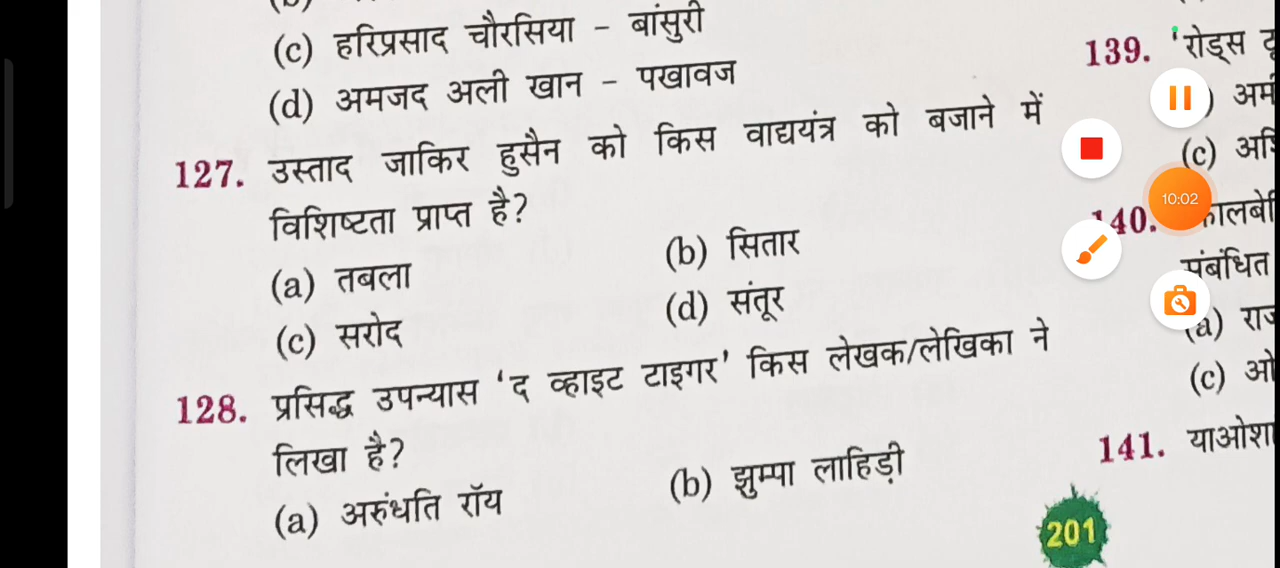 (c) हरिप्रसाद चौरसिया - बांसुरी
(d) अमजद अली खान - पखावज
127. उस्ताद जाकिर हुसैन को किस वाद्ययंत्र को बजाने में
विशिष्टता प्राप्त है?
(a) तबला (b) सितार
(c) सरोद (d) संतूर
128. प्रसिद्ध उपन्यास ‘द व्हाइट टाइगर’ किस लेखक/लेखिका ने
लिखा है?
(a) अरुंधति रॉय (b) झुम्पा लाहिड़ी
139. ‘रोड्स
(c)
10:02
140.
(a)
(c)
141.
201